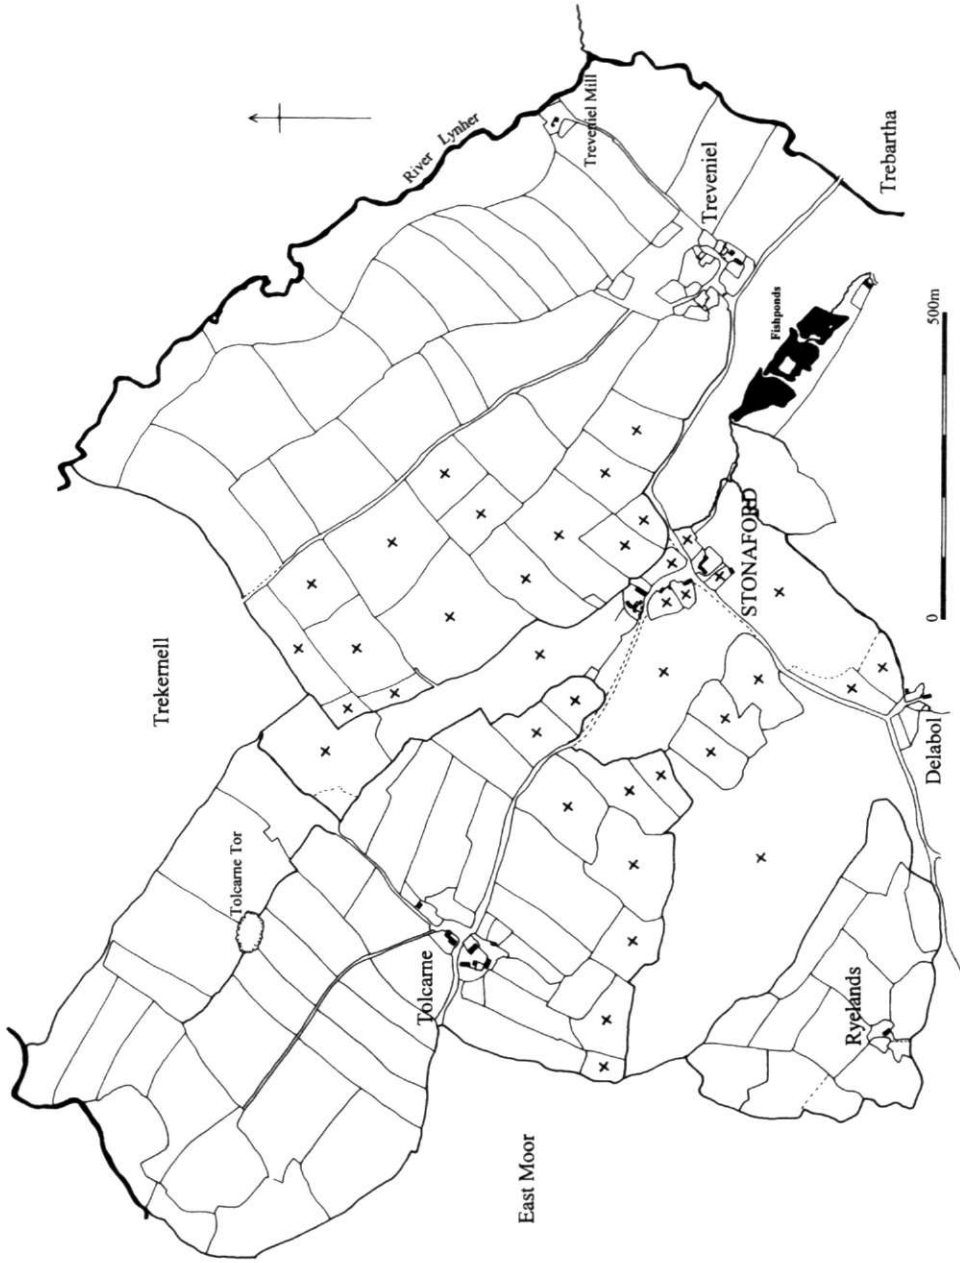 Trekernell
Tolcarne Tor
River Lynher
Tolcarne
East Moor
Treveniel Mill
Treveniel
STONAFORD
Fishponds
Ryelands
Trebartha
Delabol
0 500m